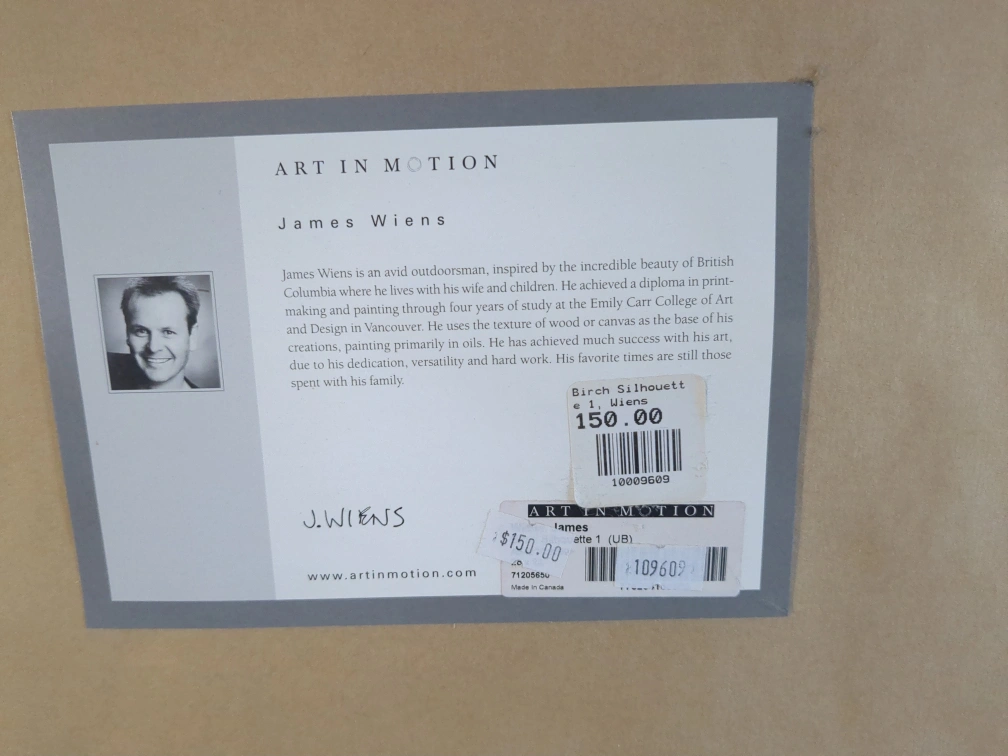 ART IN MOTION
James Wiens
James Wiens is an avid outdoorsman, inspired by the incredible beauty of British
Columbia where he lives with his wife and children. He achieved a diploma in print-
making and painting through four years of study at the Emily Carr College of Art
and Design in Vancouver. He uses the texture of wood or canvas as the base of his
creations, painting primarily in oils. He has achieved much success with his art,
due to his dedication, versatility and hard work. His favorite times are still those
spent with his family.
Birch Silhouett
e 1, Wiens
150.00
10009609
J.WIENS
ART IN MOTION
James
ette 1 (UB)
$150.00
109609
71205650
Made in Canada
www.artinmotion.com